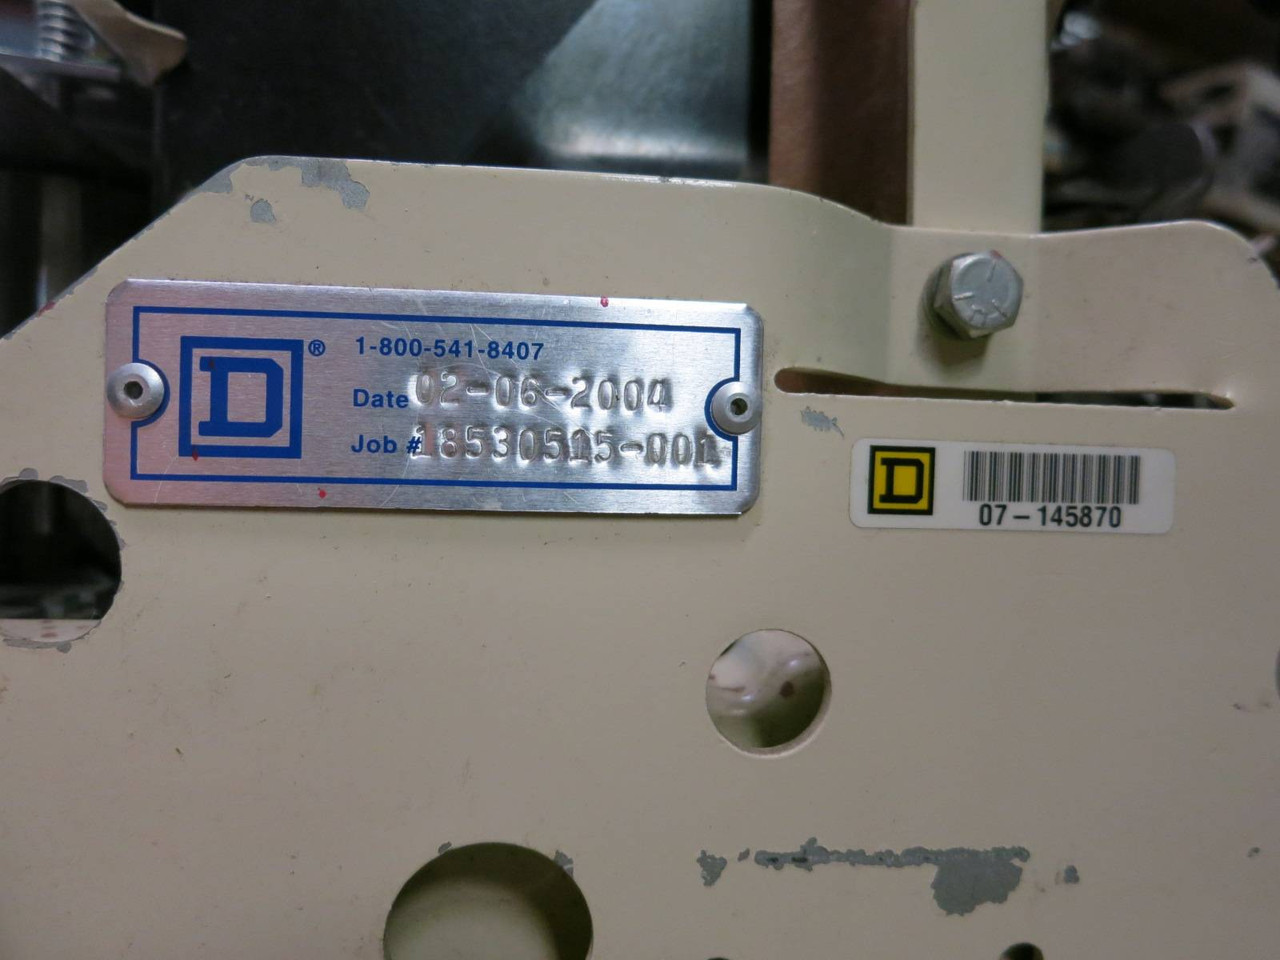 D® 1-800-541-8407
Date 02-06-2004
Job # 18530515-001
D
07-145870